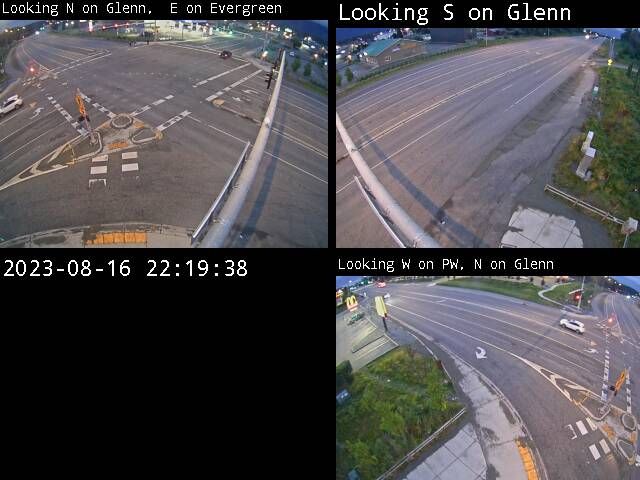 Looking N on Glenn,  E on Evergreen
Looking S on Glenn
2023-08-16 22:19:38
Looking W on PW, N on Glenn